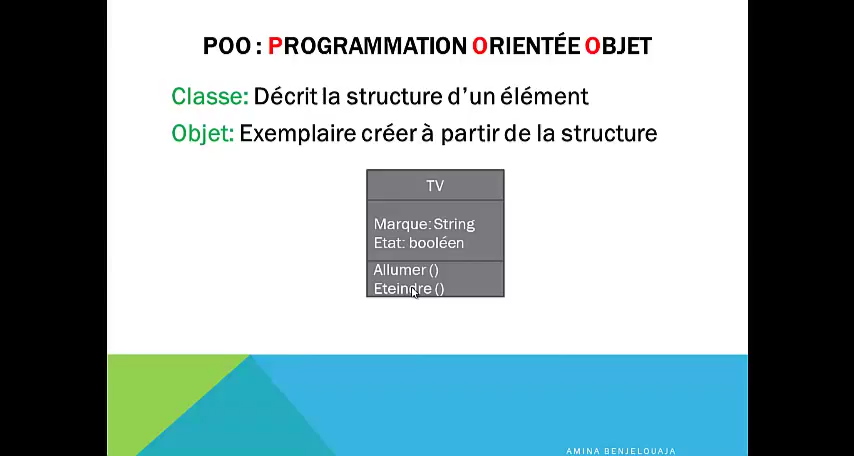 POO : PROGRAMMATION ORIENTÉE OBJET
Classe: Décrit la structure d'un élément
Objet: Exemplaire créer à partir de la structure
TV
Marque: String
Etat: booléen
Allumer ()
Eteindre ()
AMINA BENJELOUAJA